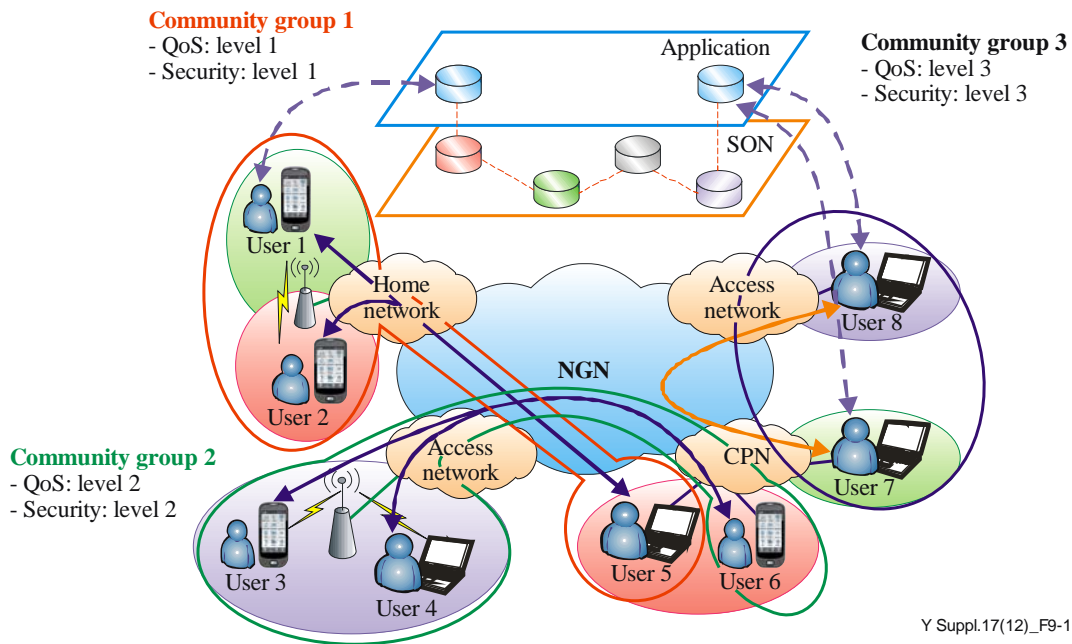 Community group 1
- QoS: level 1
- Security: level 1
Application
Community group 3
- QoS: level 3
- Security: level 3
SON
User 1
Home
network
Access
network
User 8
User 2
NGN
Community group 2
- QoS: level 2
- Security: level 2
Access
network
CPN
User 7
User 3
User 4
User 5
User 6
Y Suppl.17(12)_F9-1